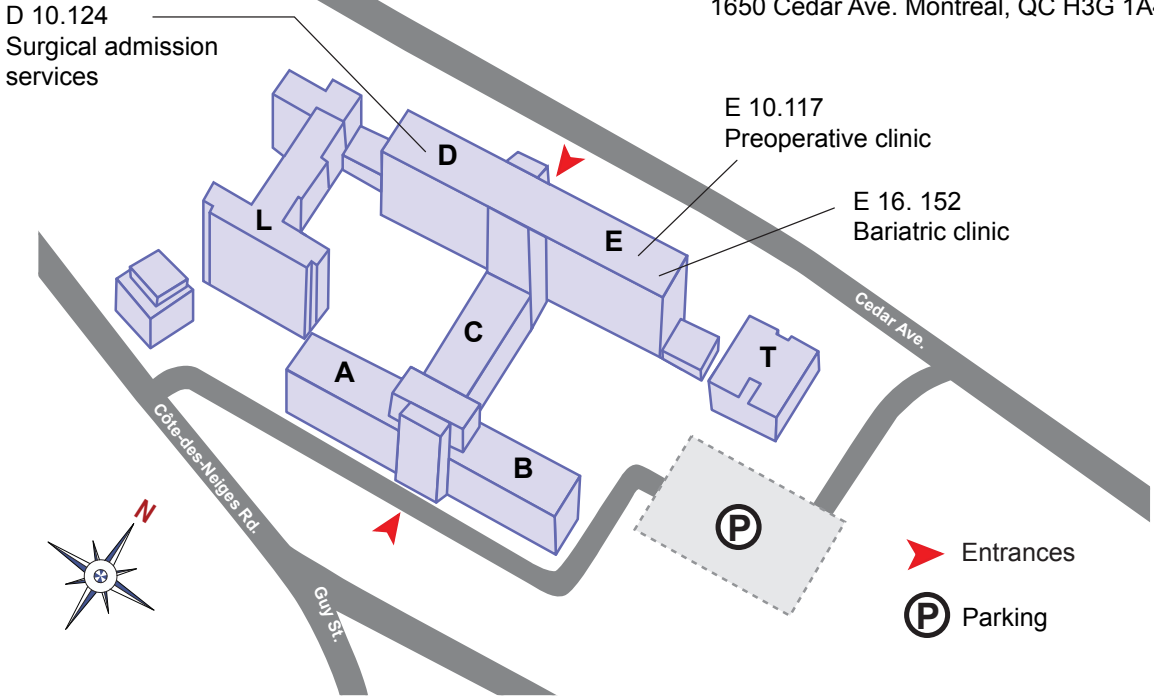 D 10.124
Surgical admission
services
1650 Cedar Ave. Montreal, QC H3G 1A4
E 10.117
Preoperative clinic
E 16. 152
Bariatric clinic
D
E
L
C
A
B
T
Cedar Ave.
Côte-des-Neiges Rd.
Guy St.
N
P
Entrances
P Parking